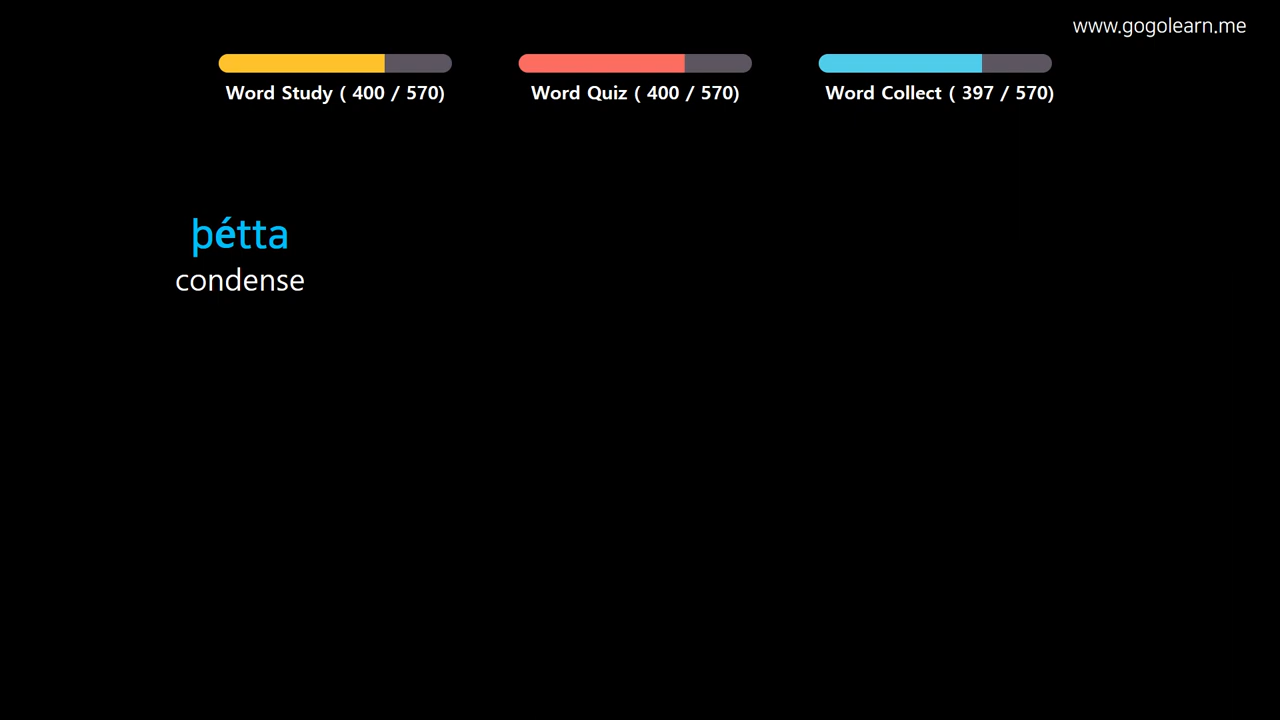 www.gogolearn.me
Word Study ( 400 / 570)
Word Quiz ( 400 / 570)
Word Collect ( 397 / 570)
þétta
condense